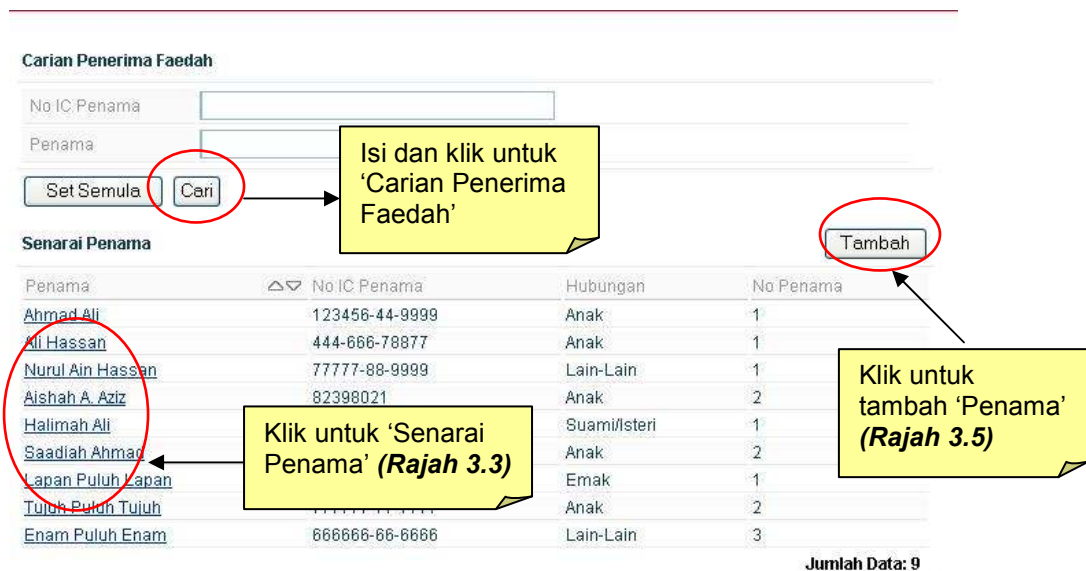 Carian Penerima Faedah
No IC Penama
Penama
Set Semula Cari
Isi dan klik untuk
‘Carian Penerima
Faedah’
Senarai Penama
Tambah
Penama No IC Penama Hubungan No Penama
Ahmad Ali 123456-44-9999 Anak 1
Ali Hassan 444-666-78877 Anak 1
Nurul Ain Hassan 77777-88-9999 Lain-Lain 1
Aishah A. Aziz 82398021 Anak 2
Halimah Ali Suami/Isteri 1
Saadiah Ahmad Anak 2
Lapan Puluh Lapan Emak 1
Tujuh Puluh Tujuh Anak 2
Enam Puluh Enam 666666-66-6666 Lain-Lain 3
Klik untuk ‘Senarai
Penama’ (Rajah 3.3)
Klik untuk
tambah ‘Penama’
(Rajah 3.5)
Jumlah Data: 9